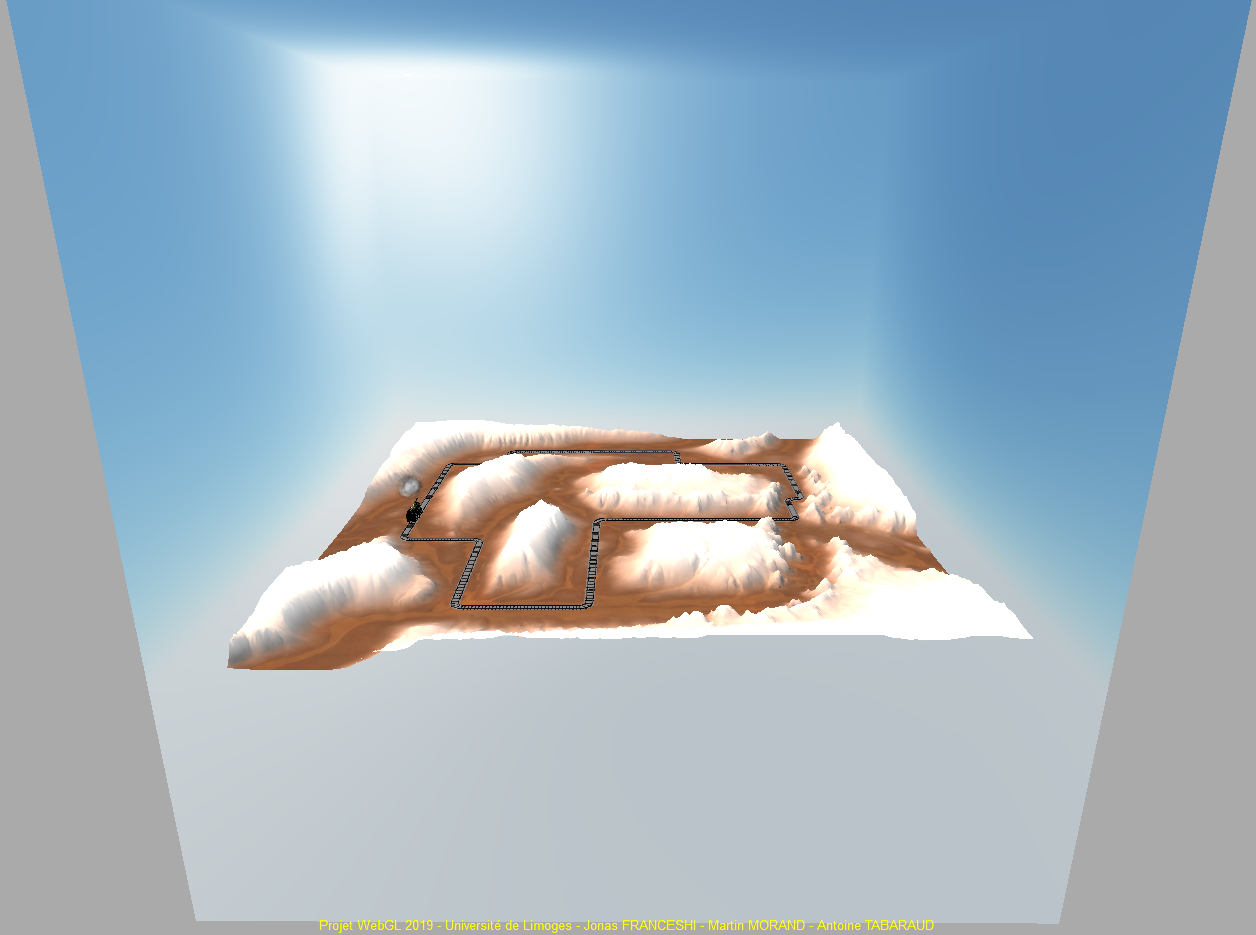 Projet WebGL 2019 - Université de Limoges - Jonas FRANCESHI - Martin MORAND - Antoine TABARAUD